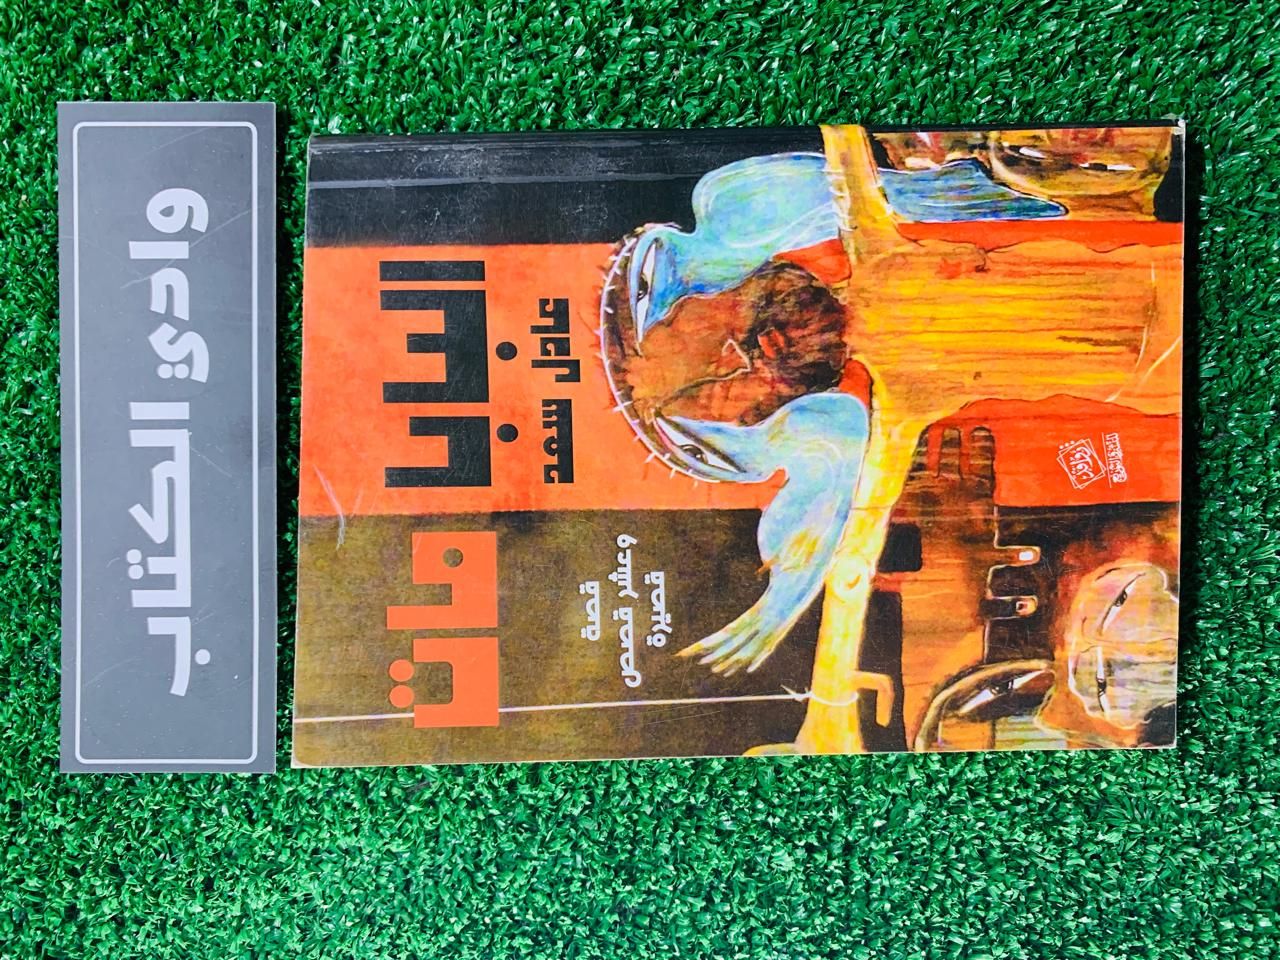 وادي الكتاب
البابا
مات
عادل سعد
قصة
وعشر قصص
قصيرة